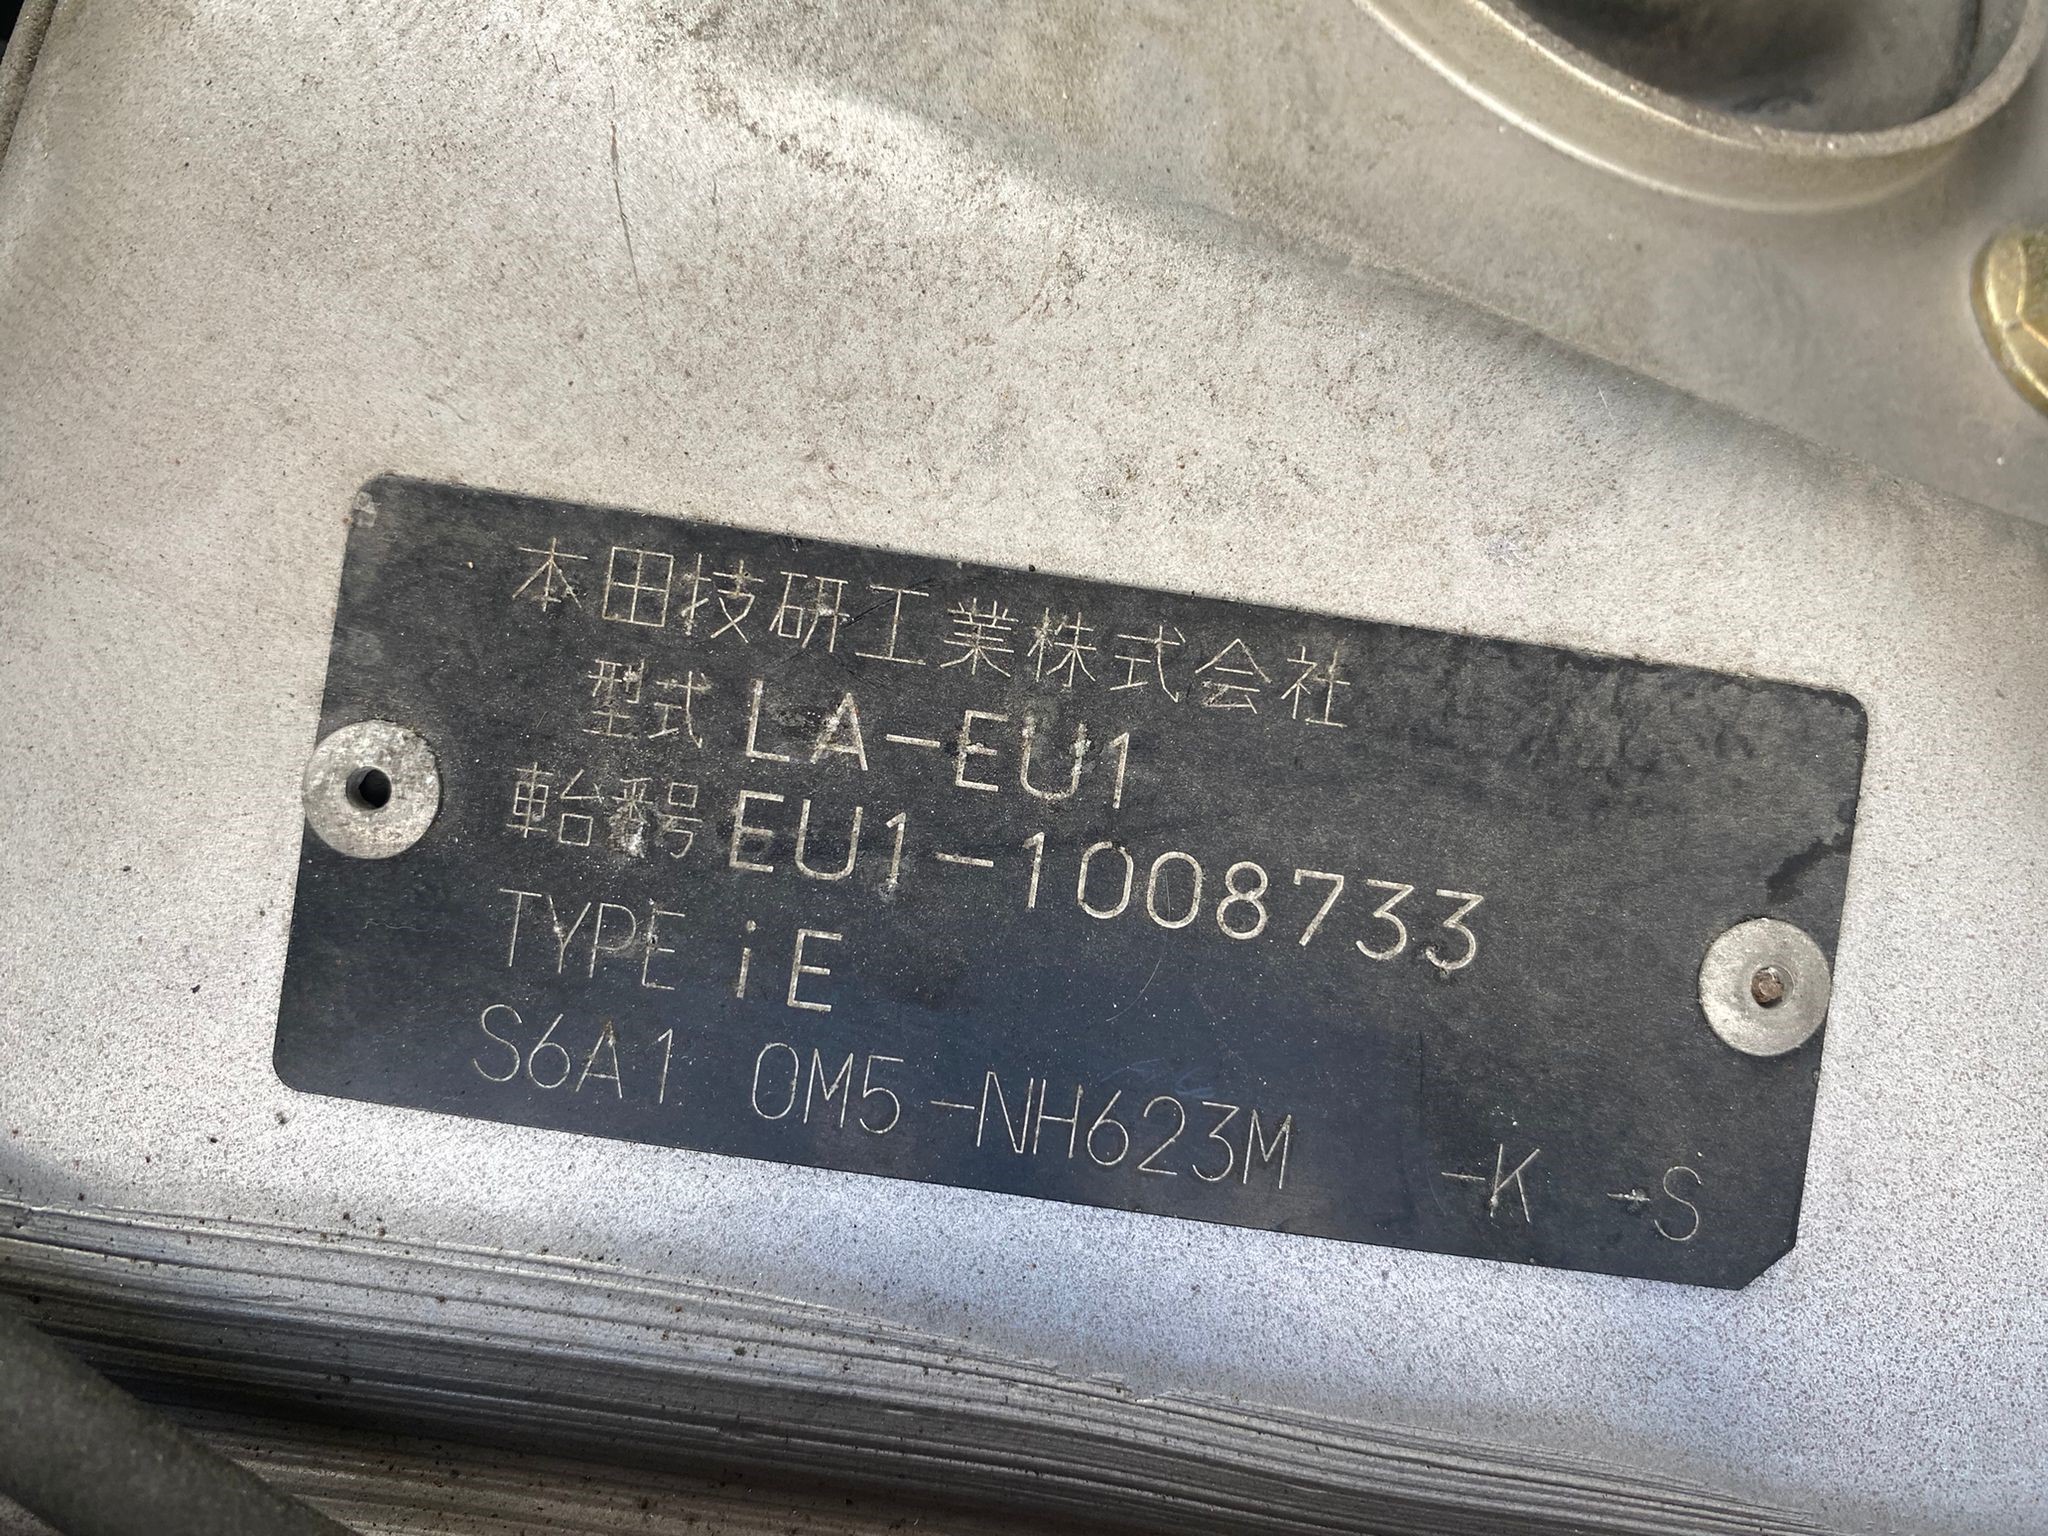 本田技研工業株式会社
型式 LA-EU1
車台番号 EU1-1008733
TYPE iE
S6A1 0M5-NH623M -K -S